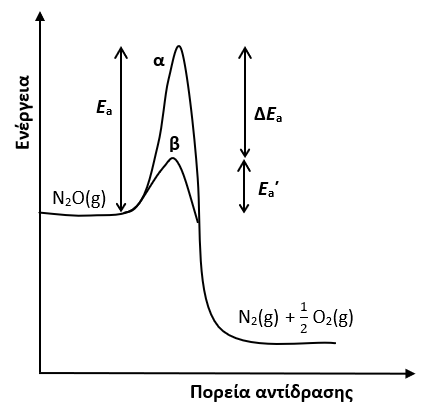 Ενέργεια
α
Eₐ
ΔEₐ
β
Eₐ′
N₂O(g)
N₂(g) + ½ O₂(g)
Πορεία αντίδρασης